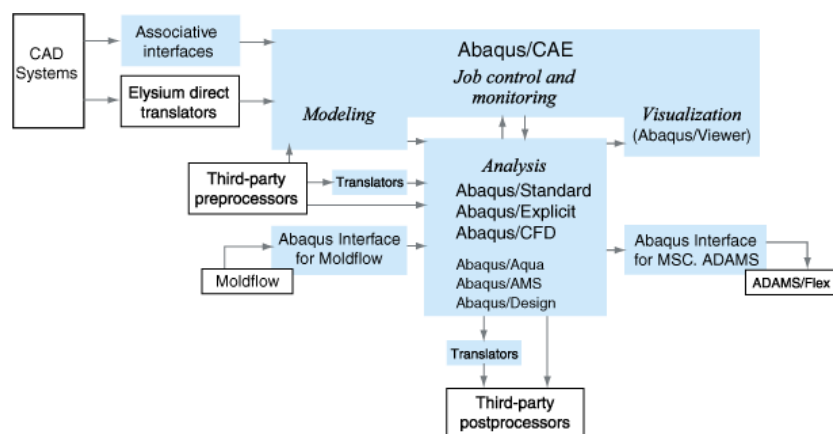 CAD
Systems
Associative
interfaces
Elysium direct
translators
Abaqus/CAE
Job control and
monitoring
Modeling
Visualization
(Abaqus/Viewer)
Third-party
preprocessors
Translators
Analysis
Abaqus/Standard
Abaqus/Explicit
Abaqus/CFD
Abaqus/Aqua
Abaqus/AMS
Abaqus/Design
Abaqus Interface
for Moldflow
Moldflow
Abaqus Interface
for MSC. ADAMS
ADAMS/Flex
Translators
Third-party
postprocessors